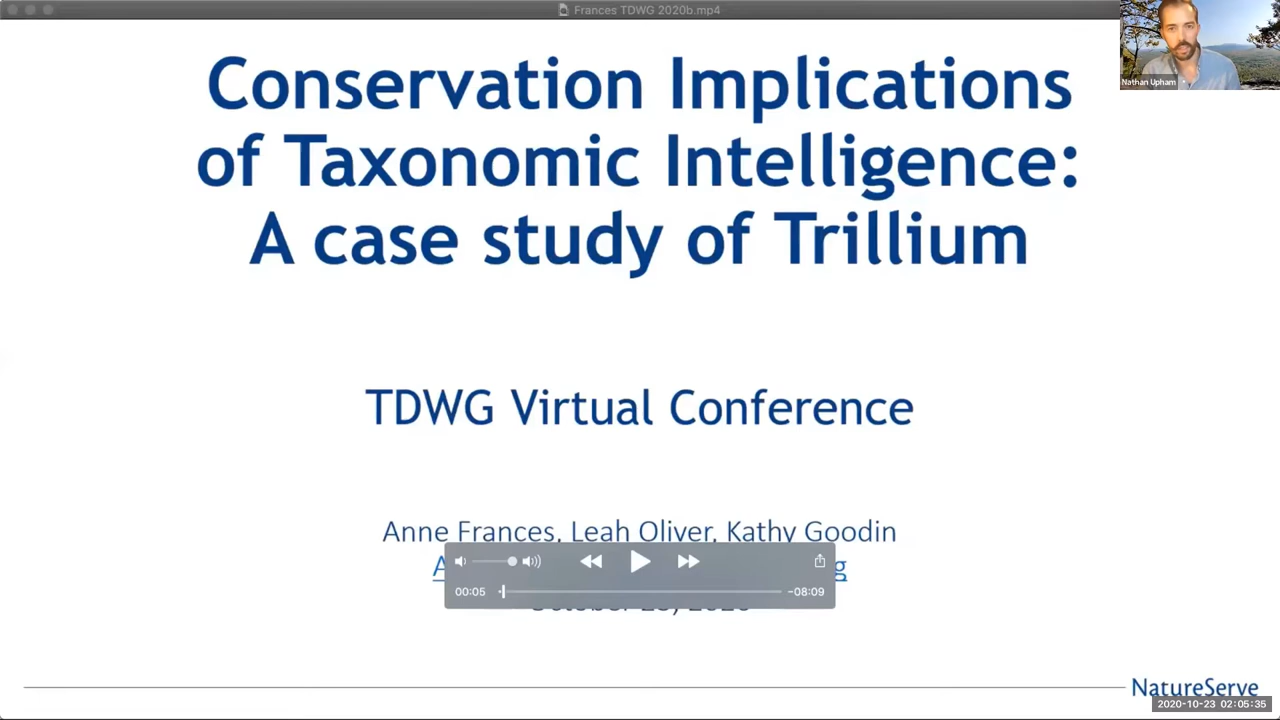 Frances TDWG 2020b.mp4
Nathan Upham
Conservation Implications
of Taxonomic Intelligence:
A case study of Trillium
TDWG Virtual Conference
Anne Frances, Leah Oliver, Kathy Goodin
00:05
-08:09
NatureServe
2020-10-23 02:05:35